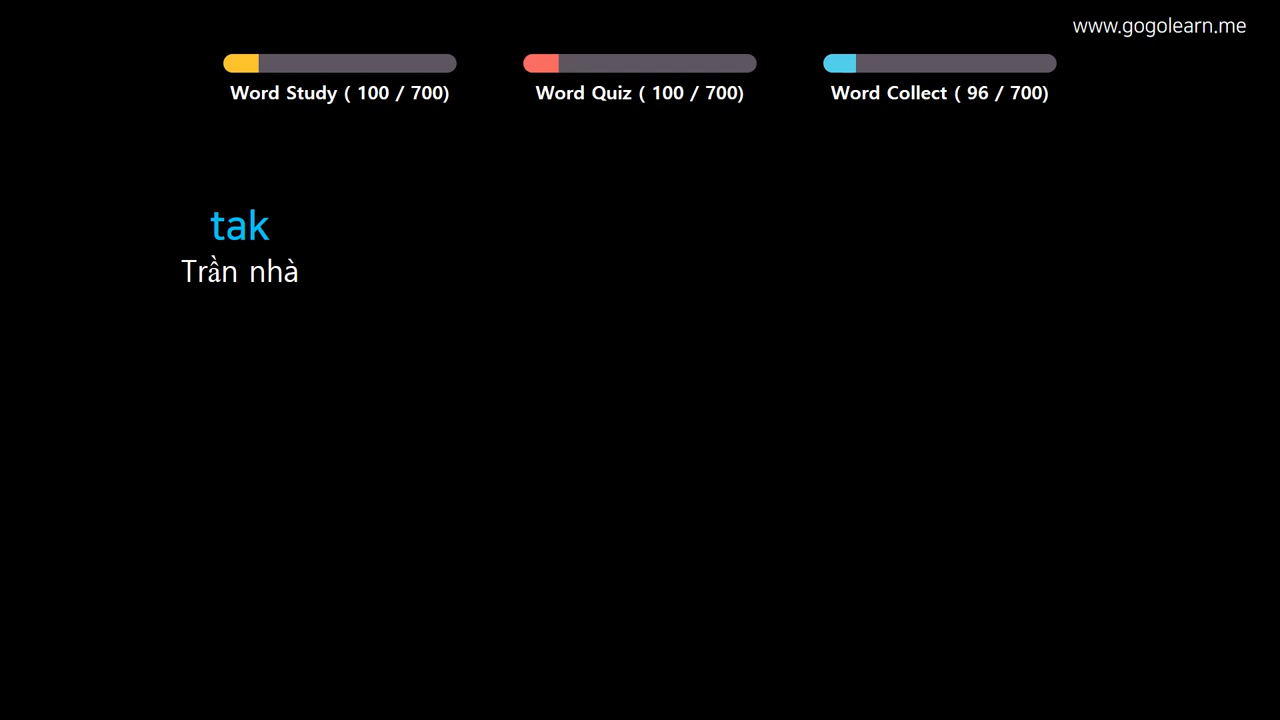 www.gogolearn.me
Word Study ( 100 / 700)
Word Quiz ( 100 / 700)
Word Collect ( 96 / 700)
tak
Trần nhà